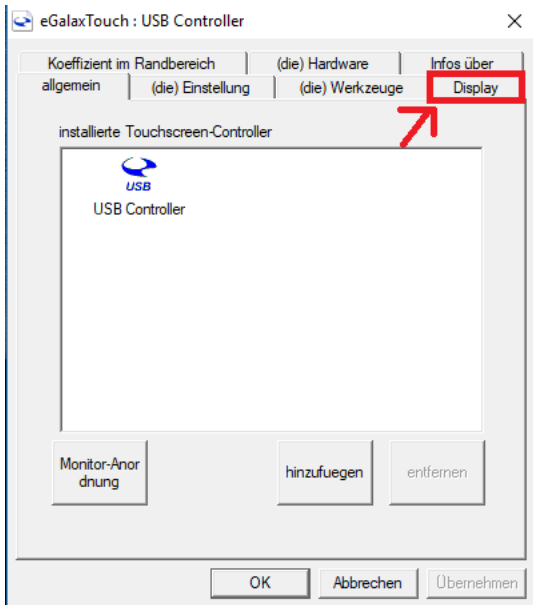 eGalaxTouch : USB Controller
Koeffizient im Randbereich
(die) Hardware
Infos über
allgemein
(die) Einstellung
(die) Werkzeuge
Display
installierte Touchscreen-Controller
USB
USB Controller
Monitor-Anor
dnung
hinzufuegen
entfernen
OK
Abbrechen
Übernehmen